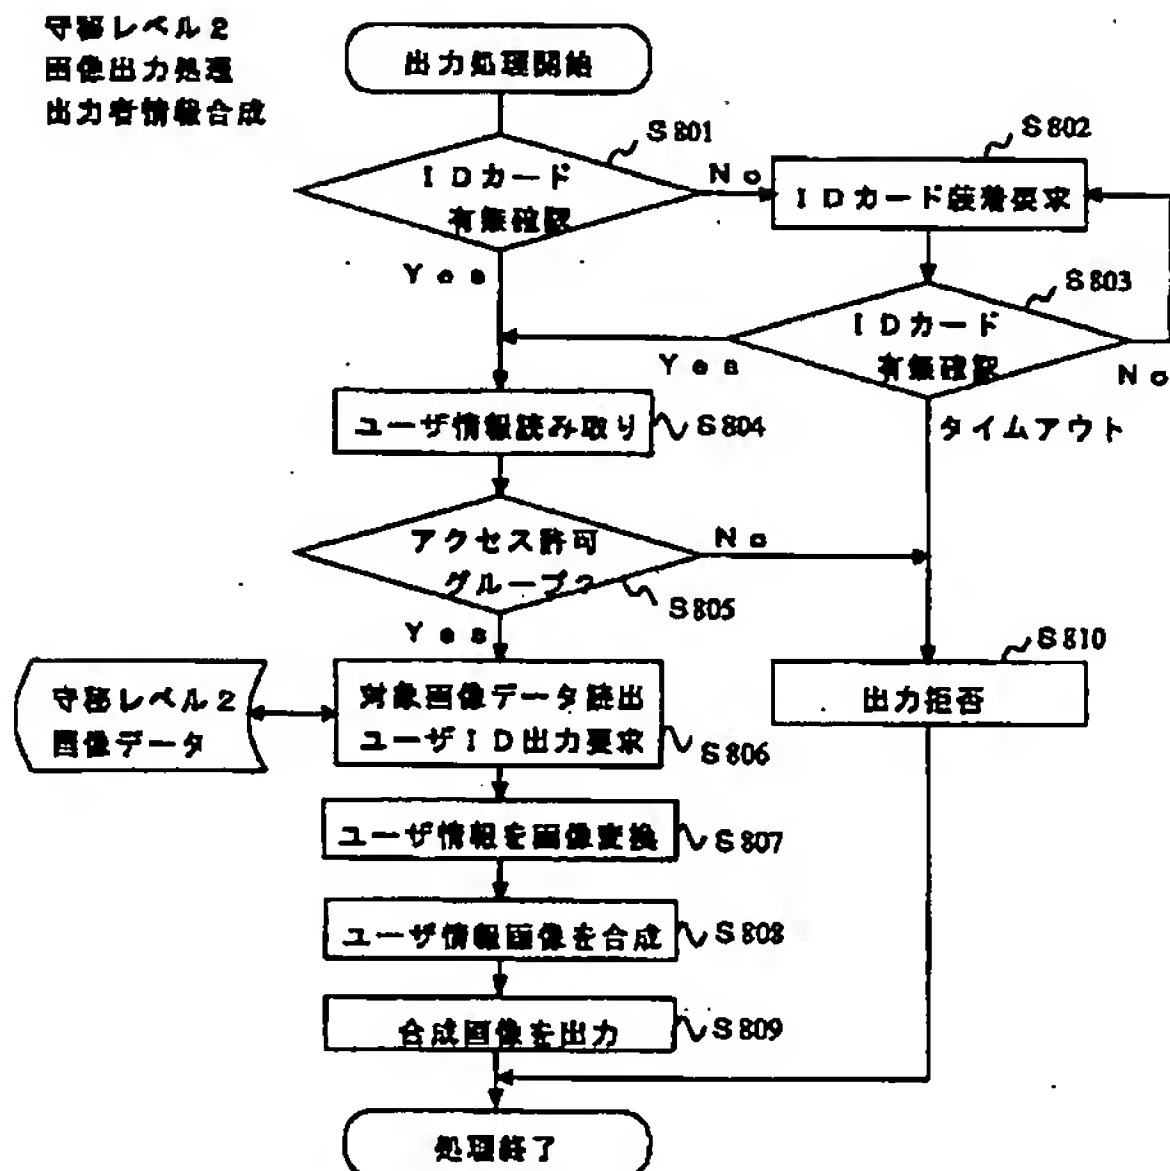 守秘レベル2
画像出力処理
出力者情報合成
出力処理開始
S801
IDカード
有無確認
No
Yes
S802
IDカード装着要求
S803
IDカード
有無確認
Yes
No
タイムアウト
ユーザ情報読み取り
S804
アクセス許可
グループ?
No
S805
Yes
S810
出力拒否
守秘レベル2
画像データ
対象画像データ読出
ユーザID出力要求
S806
ユーザ情報を画像変換
S807
ユーザ情報画像を合成
S808
合成画像を出力
S809
処理終了